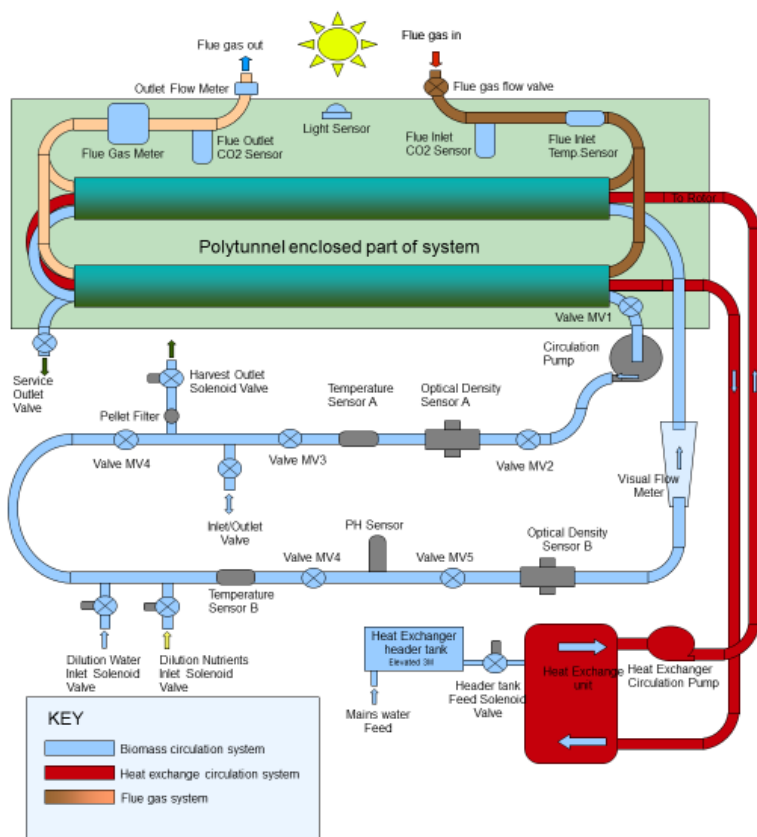 Flue gas out
Flue gas in
Outlet Flow Meter
Flue gas flow valve
Light Sensor
Flue Gas Meter
Flue Outlet
CO2 Sensor
Flue Inlet
CO2 Sensor
Flue Inlet
Temp.Sensor
To Rotor
Polytunnel enclosed part of system
Valve MV1
Service
Outlet
Valve
Harvest Outlet
Solenoid Valve
Pellet Filter
Temperature
Sensor A
Optical Density
Sensor A
Circulation
Pump
Valve MV4
Valve MV3
Valve MV2
Visual Flow
Meter
Inlet/Outlet
Valve
PH Sensor
Optical Density
Sensor B
Valve MV4
Valve MV5
Temperature
Sensor B
Dilution Water
Inlet Solenoid
Valve
Dilution Nutrients
Inlet Solenoid
Valve
Heat Exchanger
header tank
Elevated 3M
Mains water
Feed
Header tank
Feed Solenoid
Valve
Heat Exchange
unit
Heat Exchanger
Circulation Pump
KEY
Biomass circulation system
Heat exchange circulation system
Flue gas system